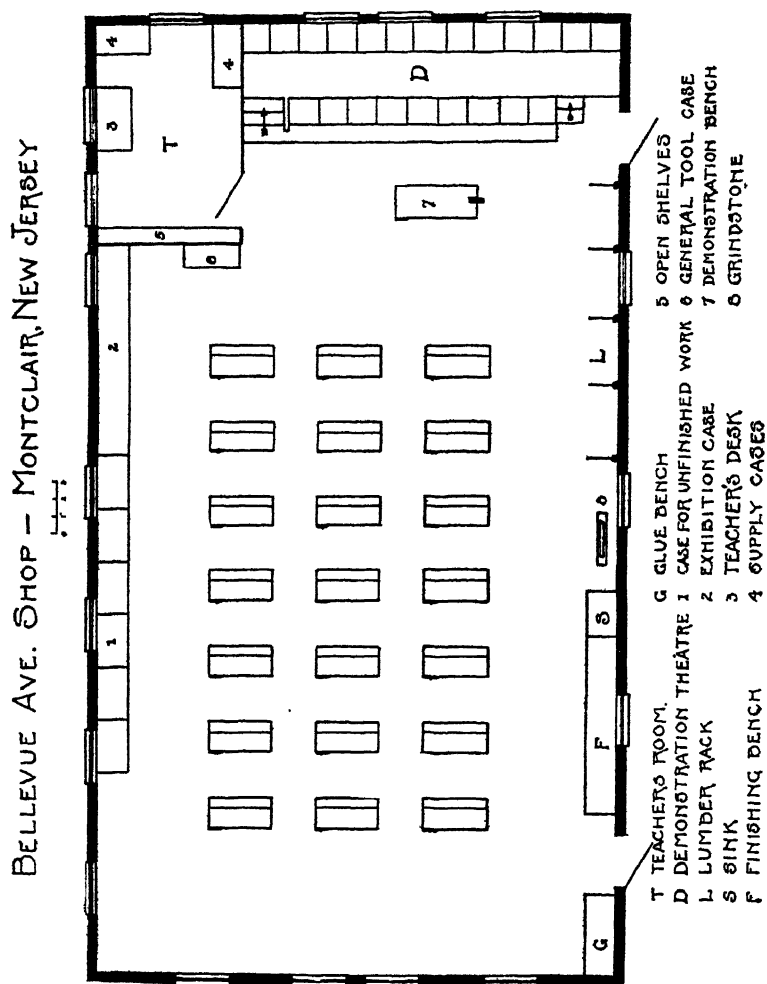 BELLEVUE AVE. SHOP – MONTCLAIR, NEW JERSEY
1
2
5
6
3
4
T
4
D
7
G
F
S
8
L
T TEACHERS ROOM.
D DEMONSTRATION THEATRE
L LUMBER RACK
S SINK
F FINISHING BENCH
G GLUE BENCH
1 CASE FOR UNFINISHED WORK
2 EXHIBITION CASE
3 TEACHER'S DESK
4 SUPPLY CASES
5 OPEN SHELVES
6 GENERAL TOOL CASE
7 DEMONSTRATION BENCH
8 GRINDSTONE